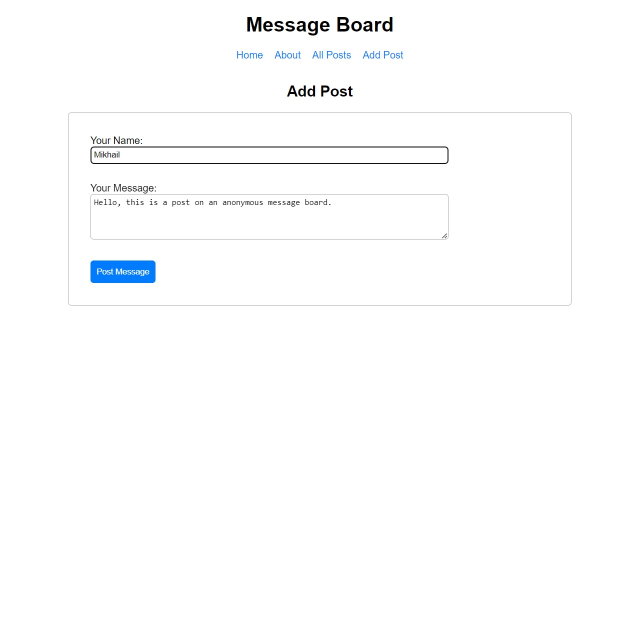 Message Board
Home About All Posts Add Post
Add Post
Your Name:
Mikhail
Your Message:
Hello, this is a post on an anonymous message board.
Post Message